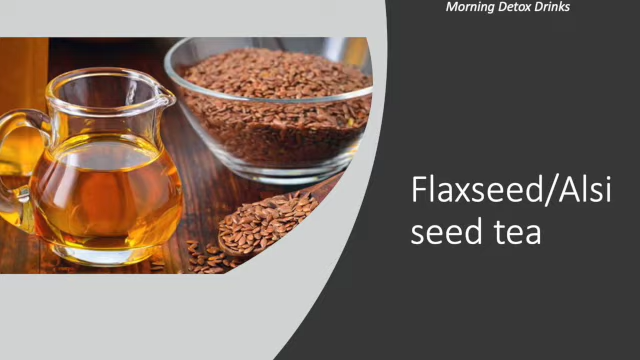 Morning Detox Drinks
Flaxseed/Alsi
seed tea